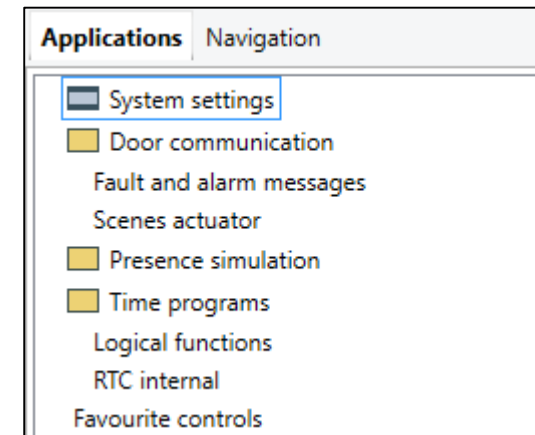 Applications Navigation
System settings
Door communication
Fault and alarm messages
Scenes actuator
Presence simulation
Time programs
Logical functions
RTC internal
Favourite controls